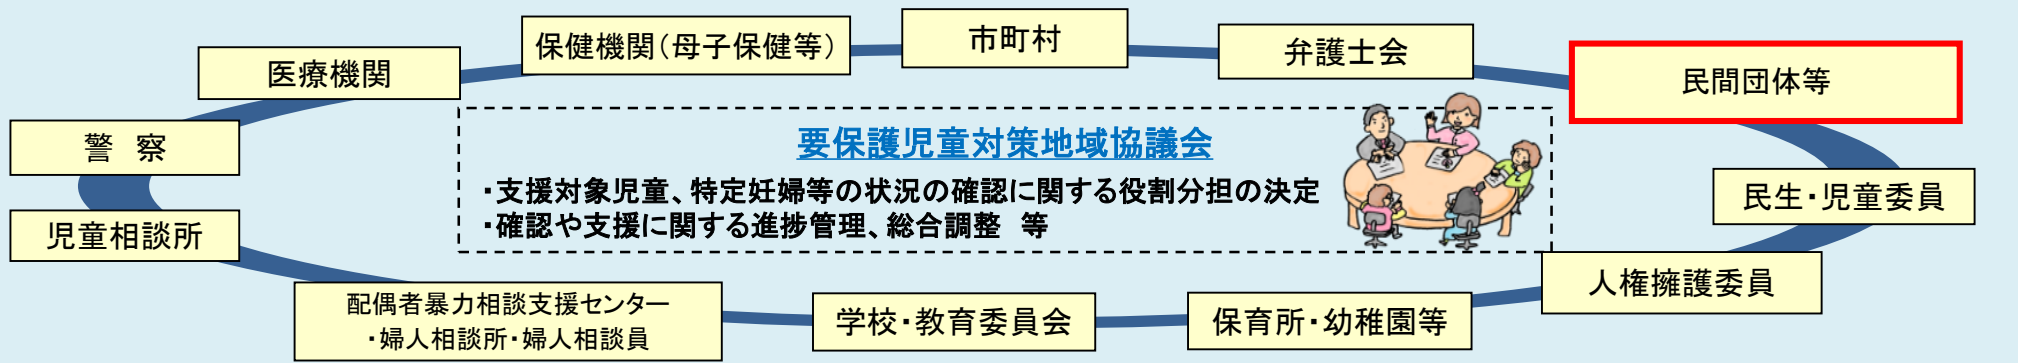 市町村
保健機関（母子保健等）
弁護士会
医療機関
民間団体等
警　察
要保護児童対策地域協議会
・支援対象児童、特定妊婦等の状況の確認に関する役割分担の決定
・確認や支援に関する進捗管理、総合調整　等
民生・児童委員
児童相談所
人権擁護委員
配偶者暴力相談支援センター
・婦人相談所・婦人相談員
学校・教育委員会
保育所・幼稚園等